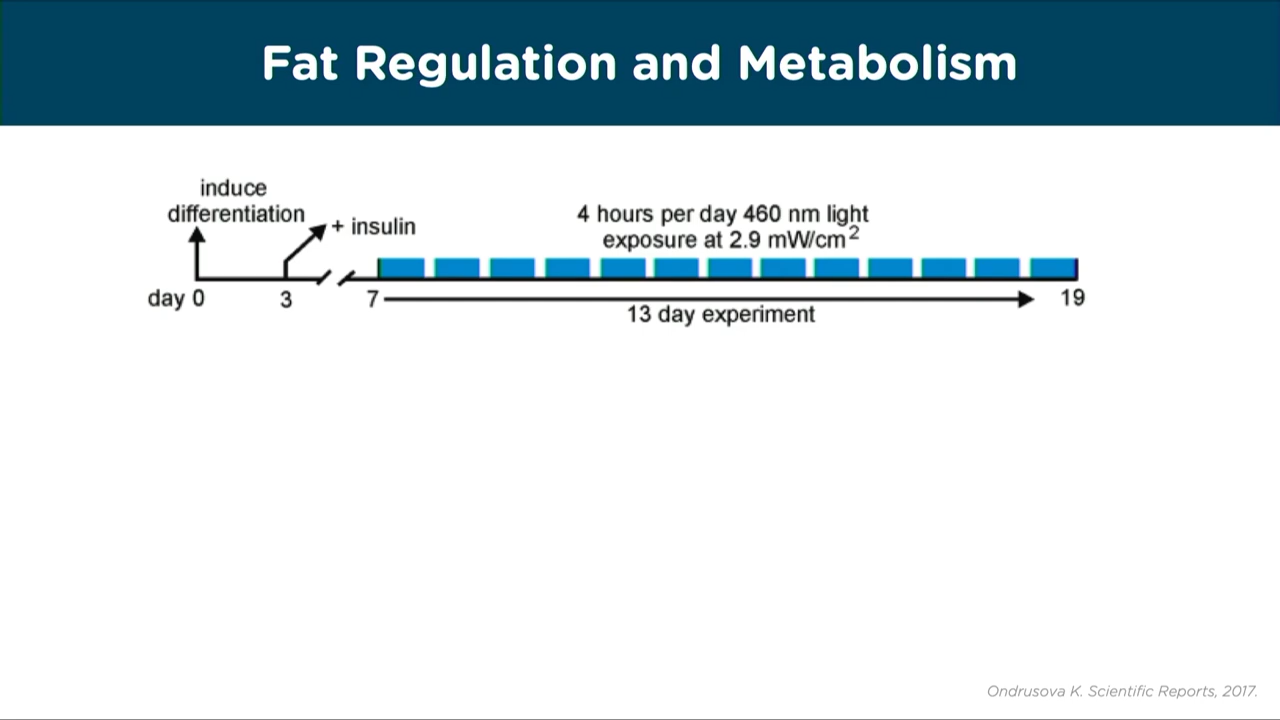 Fat Regulation and Metabolism
induce
differentiation
+ insulin
4 hours per day 460 nm light
exposure at 2.9 mW/cm²
day 0
3
7
19
13 day experiment
Ondrusova K. Scientific Reports, 2017.